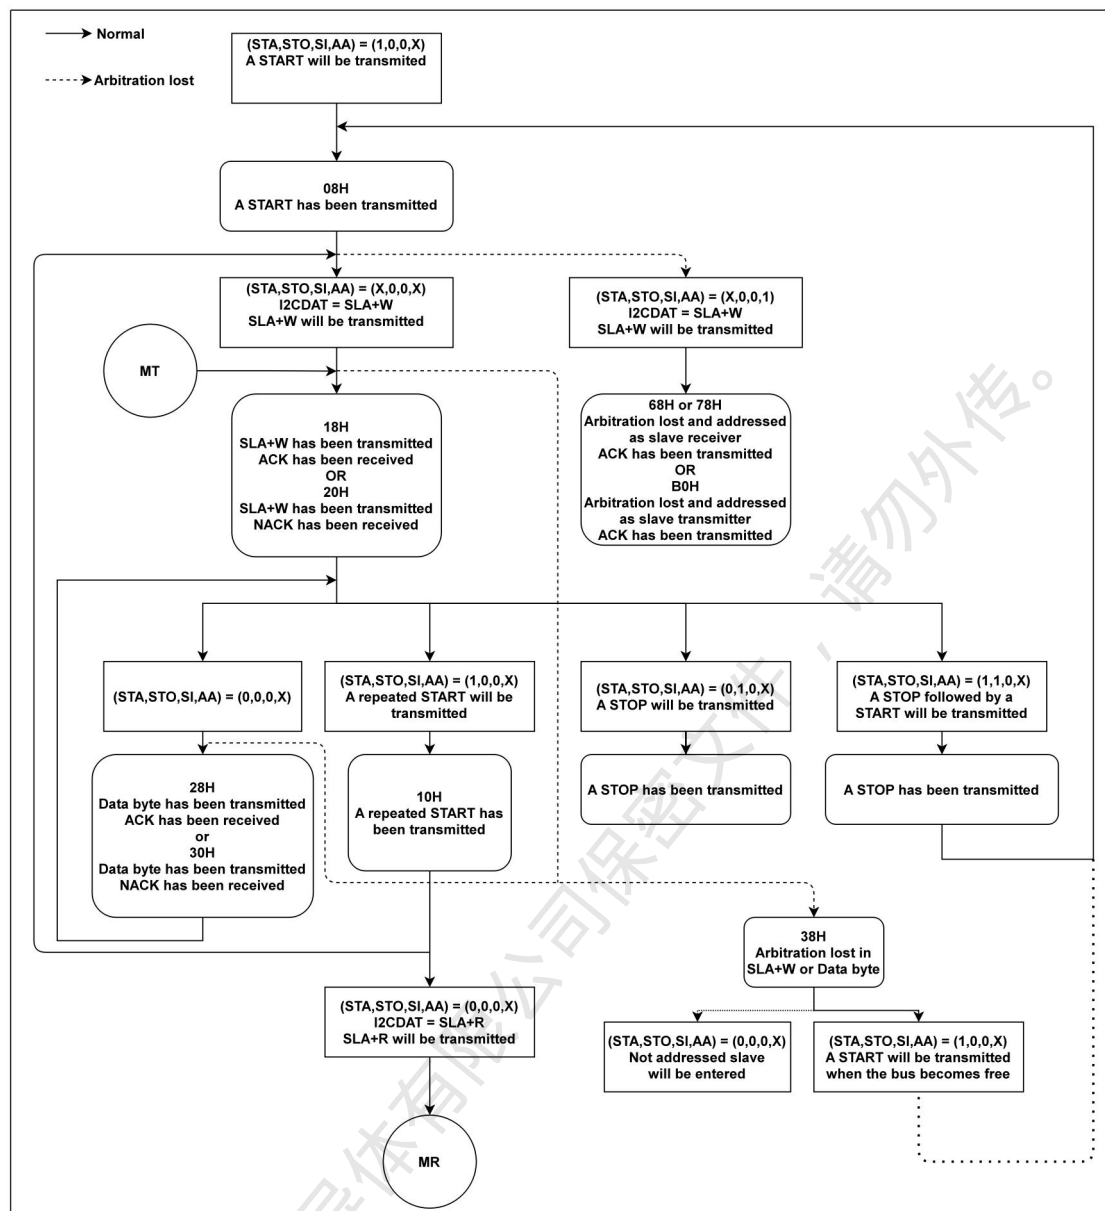 Normal
Arbitration lost
(STA,STO,SI,AA) = (1,0,0,X)
A START will be transmited
08H
A START has been transmitted
(STA,STO,SI,AA) = (X,0,0,X)
I2CDAT = SLA+W
SLA+W will be transmitted
(STA,STO,SI,AA) = (X,0,0,1)
I2CDAT = SLA+W
SLA+W will be transmitted
MT
18H
SLA+W has been transmitted
ACK has been received
OR
20H
SLA+W has been transmitted
NACK has been received
68H or 78H
Arbitration lost and addressed
as slave receiver
ACK has been transmitted
OR
B0H
Arbitration lost and addressed
as slave transmitter
ACK has been transmitted
(STA,STO,SI,AA) = (0,0,0,X)
(STA,STO,SI,AA) = (1,0,0,X)
A repeated START will be
transmitted
(STA,STO,SI,AA) = (0,1,0,X)
A STOP will be transmitted
(STA,STO,SI,AA) = (1,1,0,X)
A STOP followed by a
START will be transmitted
28H
Data byte has been transmitted
ACK has been received
or
30H
Data byte has been transmitted
NACK has been received
10H
A repeated START has
been transmitted
A STOP has been transmitted
A STOP has been transmitted
38H
Arbitration lost in
SLA+W or Data byte
(STA,STO,SI,AA) = (0,0,0,X)
I2CDAT = SLA+R
SLA+R will be transmitted
(STA,STO,SI,AA) = (0,0,0,X)
Not addressed slave
will be entered
(STA,STO,SI,AA) = (1,0,0,X)
A START will be transmitted
when the bus becomes free
MR
导体有限公司保密文件，请勿外传。